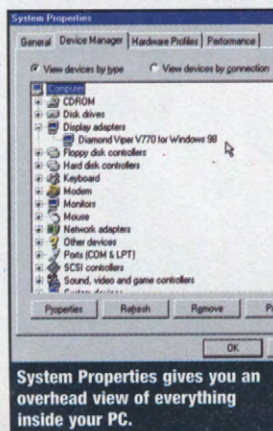 System Properties
General Device Manager Hardware Profiles Performance
View devices by type View devices by connection
Computer
CDROM
Disk drives
Display adapters
Diamond Viper V770 for Windows 98
Floppy disk controllers
Hard disk controllers
Keyboard
Modem
Monitors
Mouse
Network adapters
Other devices
Ports (COM & LPT)
SCSI controllers
Sound, video and game controllers
Properties Refresh Remove
OK
System Properties gives you an
overhead view of everything
inside your PC.